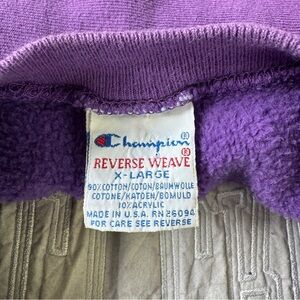 Champion®
REVERSE WEAVE®
X-LARGE
90% COTTON/COTON/BAUMWOLLE
COTONE/KATOEN/BOMULD
10% ACRYLIC
MADE IN U.S.A. RN 26094
FOR CARE SEE REVERSE